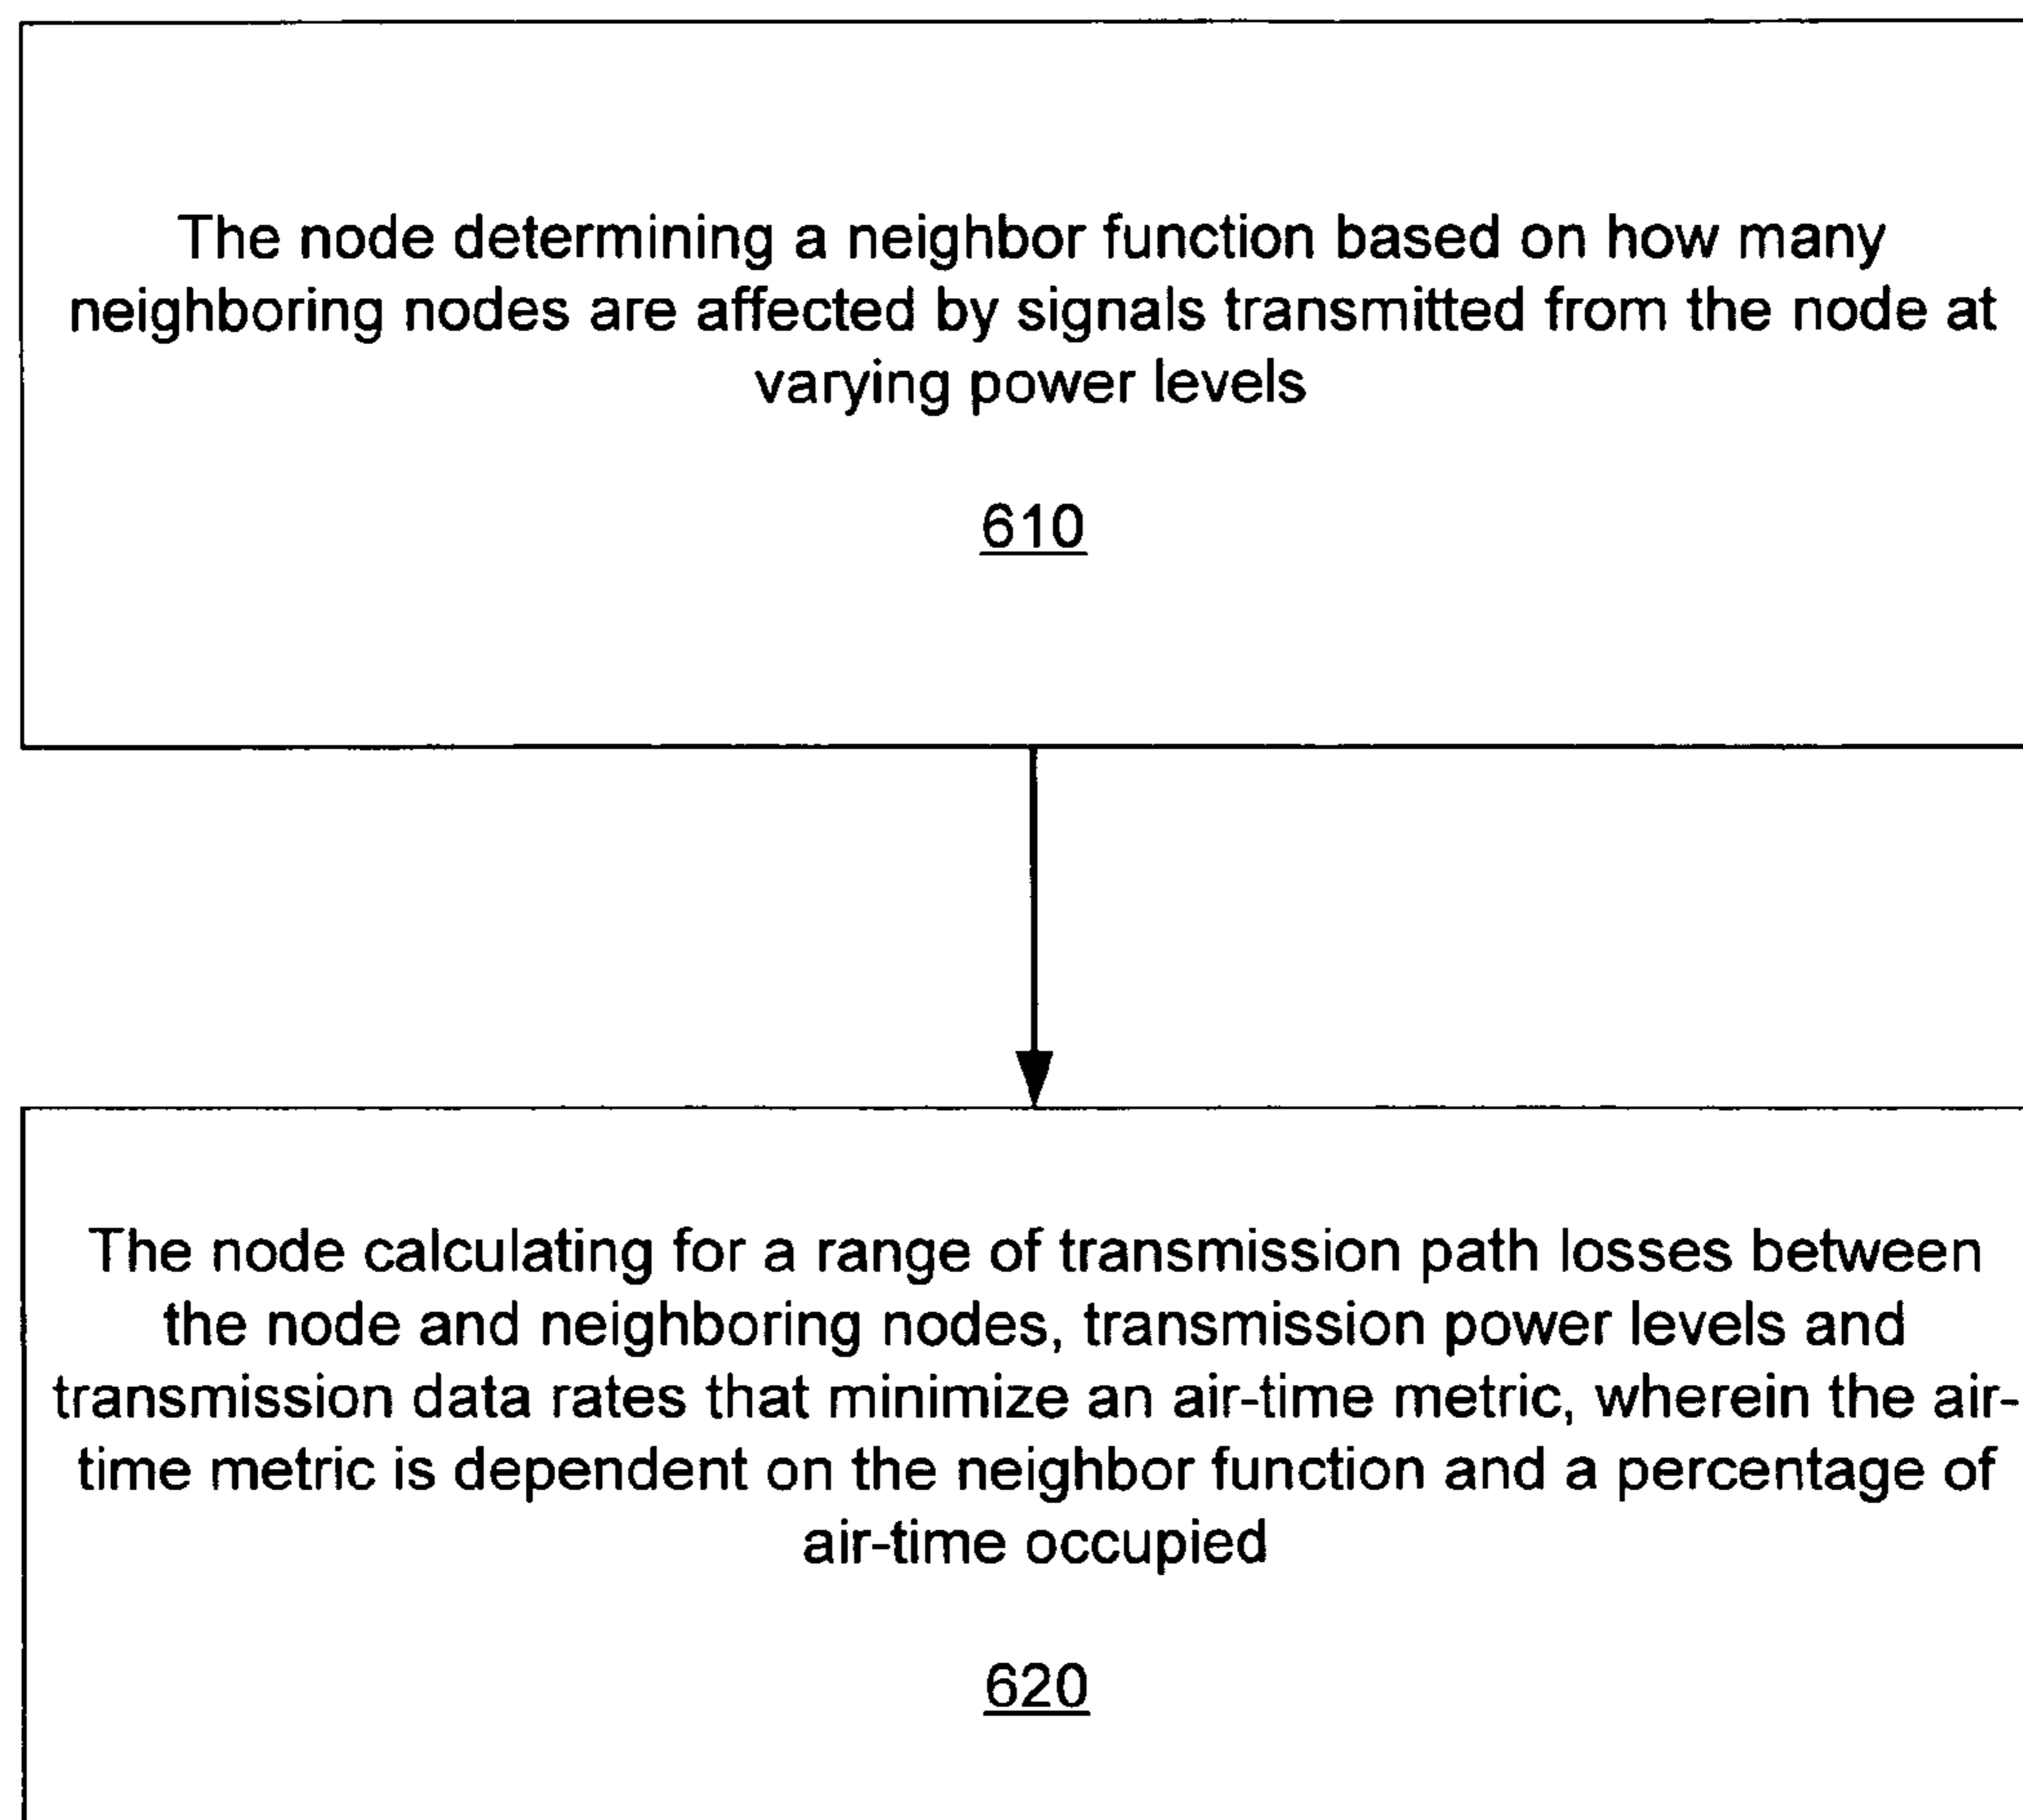 The node determining a neighbor function based on how many
neighboring nodes are affected by signals transmitted from the node at
varying power levels
610
The node calculating for a range of transmission path losses between
the node and neighboring nodes, transmission power levels and
transmission data rates that minimize an air-time metric, wherein the air-
time metric is dependent on the neighbor function and a percentage of
air-time occupied
620